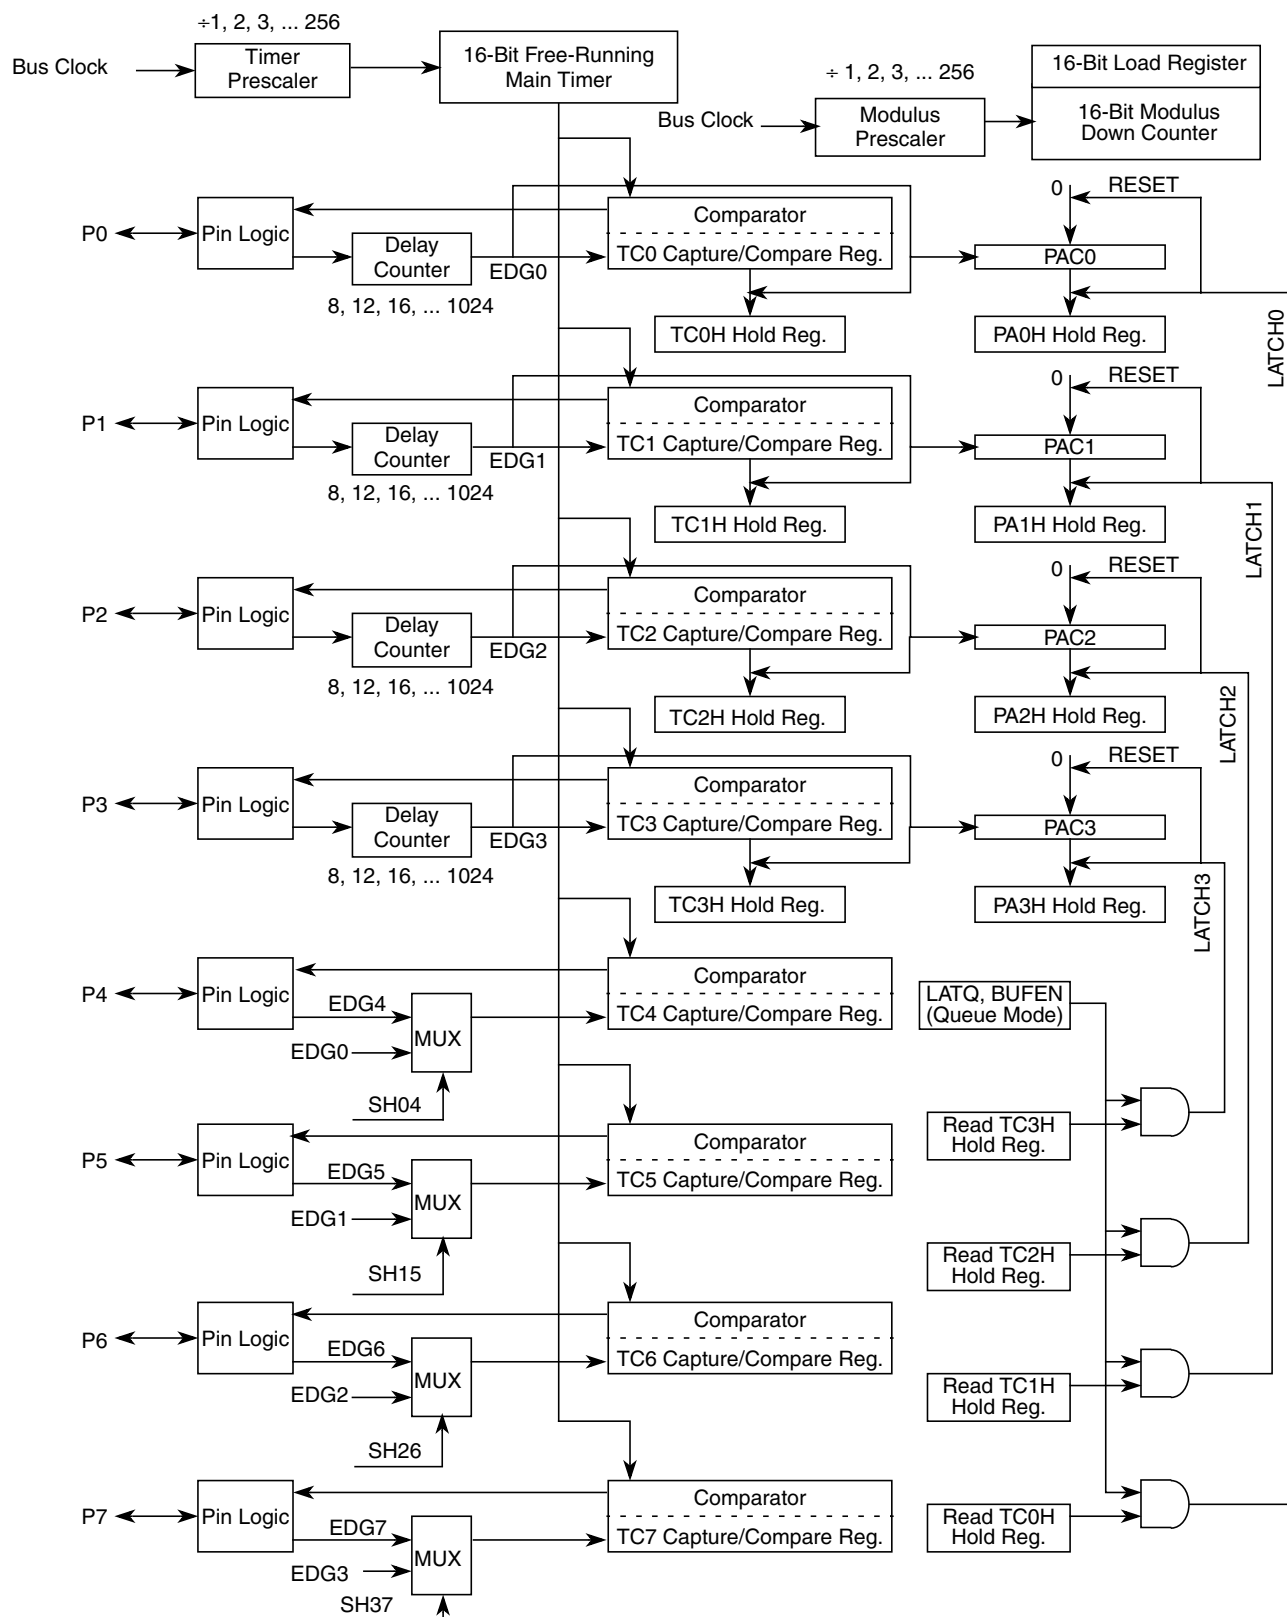 ÷1, 2, 3, ... 256
Bus Clock
Timer
Prescaler
16-Bit Free-Running
Main Timer
÷ 1, 2, 3, ... 256
Bus Clock
Modulus
Prescaler
16-Bit Load Register
16-Bit Modulus
Down Counter
P0
Pin Logic
Delay
Counter
8, 12, 16, ... 1024
EDG0
Comparator
TC0 Capture/Compare Reg.
TC0H Hold Reg.
0
RESET
PAC0
PA0H Hold Reg.
LATCH0
P1
Pin Logic
Delay
Counter
8, 12, 16, ... 1024
EDG1
Comparator
TC1 Capture/Compare Reg.
TC1H Hold Reg.
0
RESET
PAC1
PA1H Hold Reg.
LATCH1
P2
Pin Logic
Delay
Counter
8, 12, 16, ... 1024
EDG2
Comparator
TC2 Capture/Compare Reg.
TC2H Hold Reg.
0
RESET
PAC2
PA2H Hold Reg.
LATCH2
P3
Pin Logic
Delay
Counter
8, 12, 16, ... 1024
EDG3
Comparator
TC3 Capture/Compare Reg.
TC3H Hold Reg.
0
RESET
PAC3
PA3H Hold Reg.
LATCH3
P4
Pin Logic
EDG4
EDG0
MUX
SH04
Comparator
TC4 Capture/Compare Reg.
LATQ, BUFEN
(Queue Mode)
P5
Pin Logic
EDG5
EDG1
MUX
SH15
Comparator
TC5 Capture/Compare Reg.
Read TC3H
Hold Reg.
Read TC2H
Hold Reg.
P6
Pin Logic
EDG6
EDG2
MUX
SH26
Comparator
TC6 Capture/Compare Reg.
Read TC1H
Hold Reg.
P7
Pin Logic
EDG7
EDG3
MUX
SH37
Comparator
TC7 Capture/Compare Reg.
Read TC0H
Hold Reg.